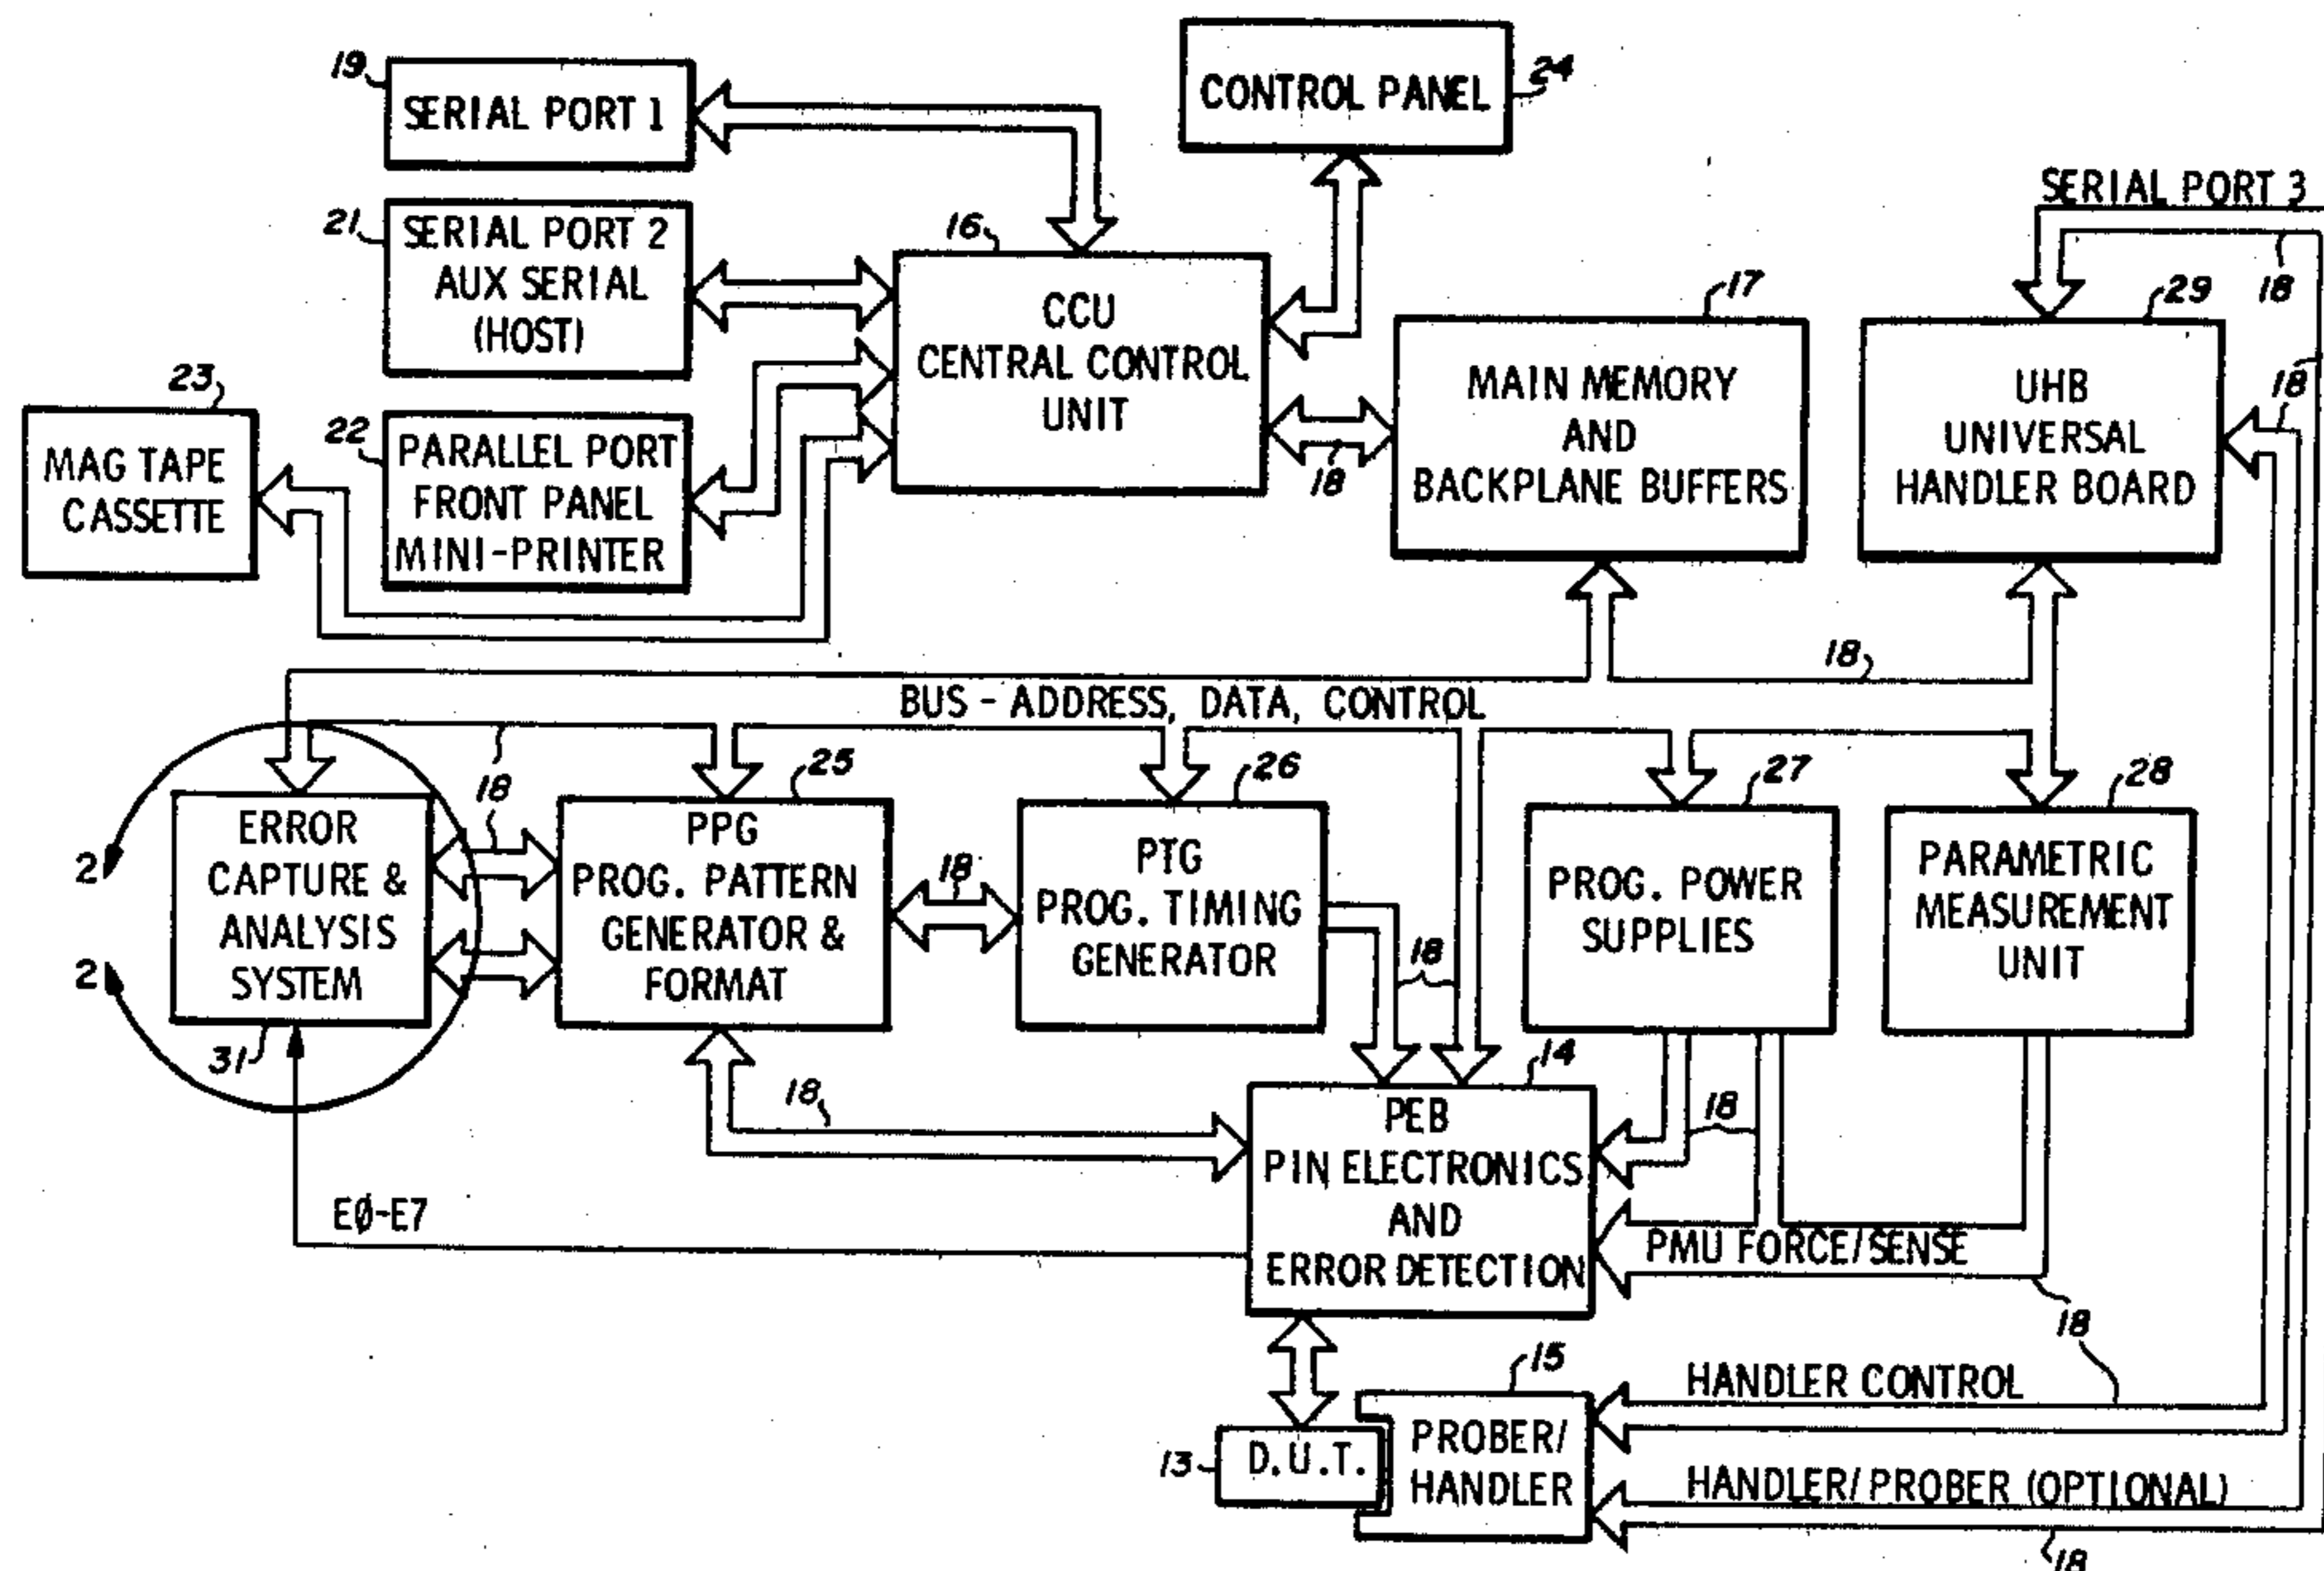 19
SERIAL PORT 1
CONTROL PANEL
24
SERIAL PORT 3
18
21
SERIAL PORT 2
AUX SERIAL
(HOST)
16
CCU
CENTRAL CONTROL
UNIT
17
MAIN MEMORY
AND
BACKPLANE BUFFERS
18
29
UHB
UNIVERSAL
HANDLER BOARD
18
23
MAG TAPE
CASSETTE
22
PARALLEL PORT
FRONT PANEL
MINI-PRINTER
18
BUS - ADDRESS, DATA, CONTROL
18
2
2
ERROR
CAPTURE &
ANALYSIS
SYSTEM
31
25
PPG
PROG. PATTERN
GENERATOR &
FORMAT
18
26
PTG
PROG. TIMING
GENERATOR
18
27
PROG. POWER
SUPPLIES
28
PARAMETRIC
MEASUREMENT
UNIT
18
14
PEB
PIN ELECTRONICS
AND
ERROR DETECTION
18
EØ-E7
PMU FORCE/SENSE
18
13
D.U.T.
15
PROBER/
HANDLER
HANDLER CONTROL
HANDLER/PROBER (OPTIONAL)
18